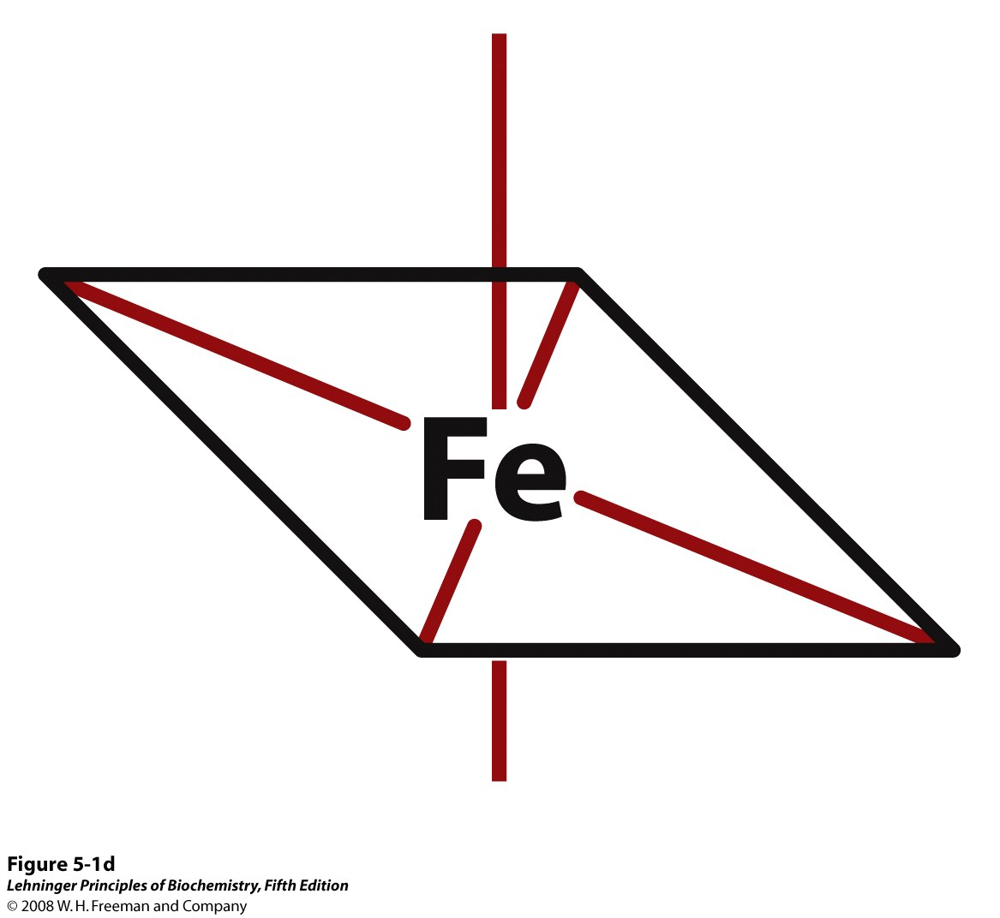 Fe
Figure 5-1d
Lehninger Principles of Biochemistry, Fifth Edition
© 2008 W. H. Freeman and Company